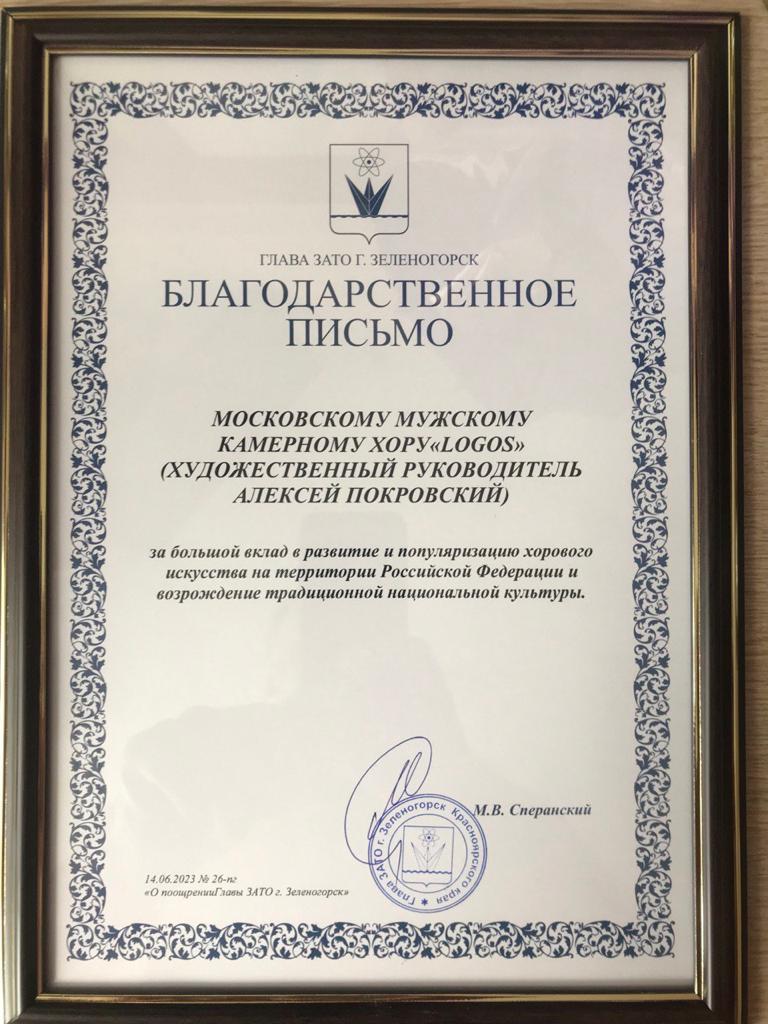 ГЛАВА ЗАТО Г. ЗЕЛЕНОГОРСК
БЛАГОДАРСТВЕННОЕ
ПИСЬМО
МОСКОВСКОМУ МУЖСКОМУ
КАМЕРНОМУ ХОРУ«LOGOS»
(ХУДОЖЕСТВЕННЫЙ РУКОВОДИТЕЛЬ
АЛЕКСЕЙ ПОКРОВСКИЙ)
за большой вклад в развитие и популяризацию хорового
искусства на территории Российской Федерации и
возрождение традиционной национальной культуры.
М.В. Сперанский
Глава ЗАТО г. Зеленогорск Красноярского края
14.06.2023 № 26-пг
«О поощренииГлавы ЗАТО г. Зеленогорск»